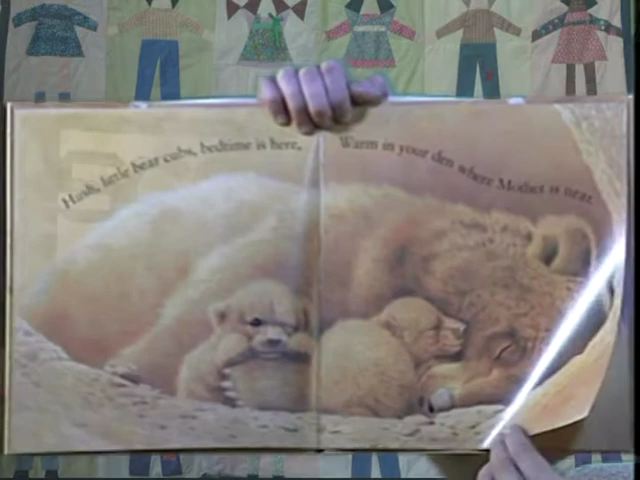 Hush, little bear cubs, bedtime is here,
Warm in your den where Mother is near.